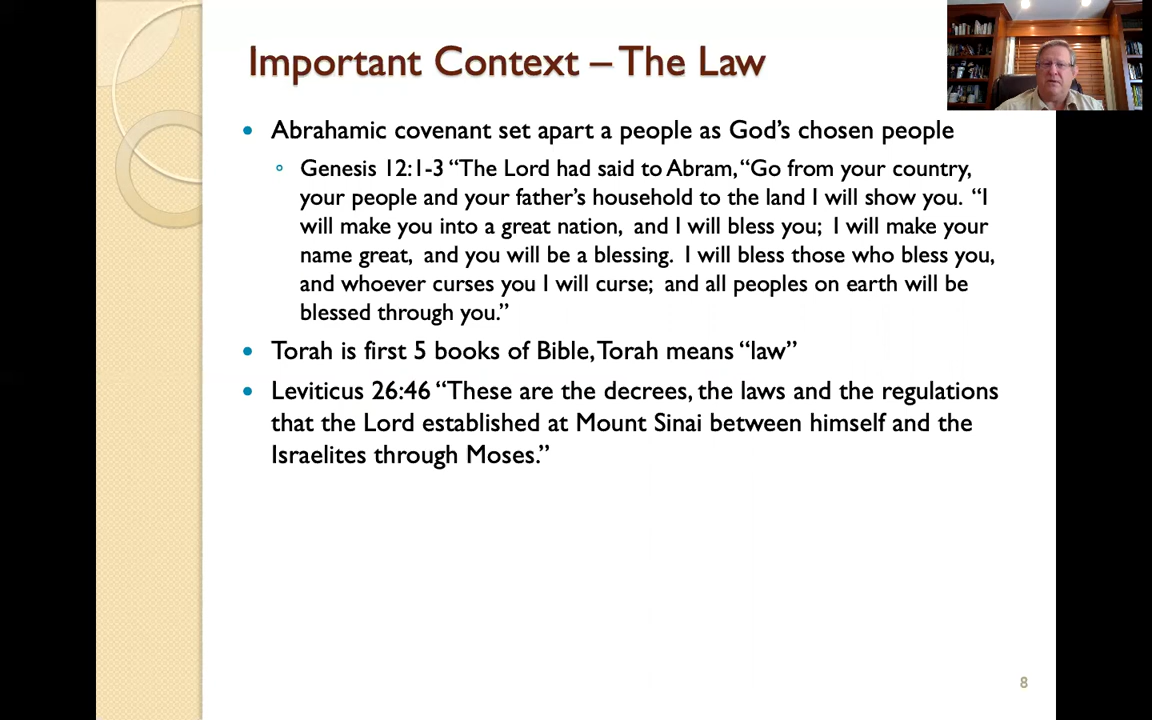 Important Context – The Law
• Abrahamic covenant set apart a people as God’s chosen people
◦ Genesis 12:1-3 “The Lord had said to Abram, “Go from your country,
your people and your father’s household to the land I will show you. “I
will make you into a great nation, and I will bless you; I will make your
name great, and you will be a blessing. I will bless those who bless you,
and whoever curses you I will curse; and all peoples on earth will be
blessed through you.”
• Torah is first 5 books of Bible, Torah means “law”
• Leviticus 26:46 “These are the decrees, the laws and the regulations
that the Lord established at Mount Sinai between himself and the
Israelites through Moses.”
8